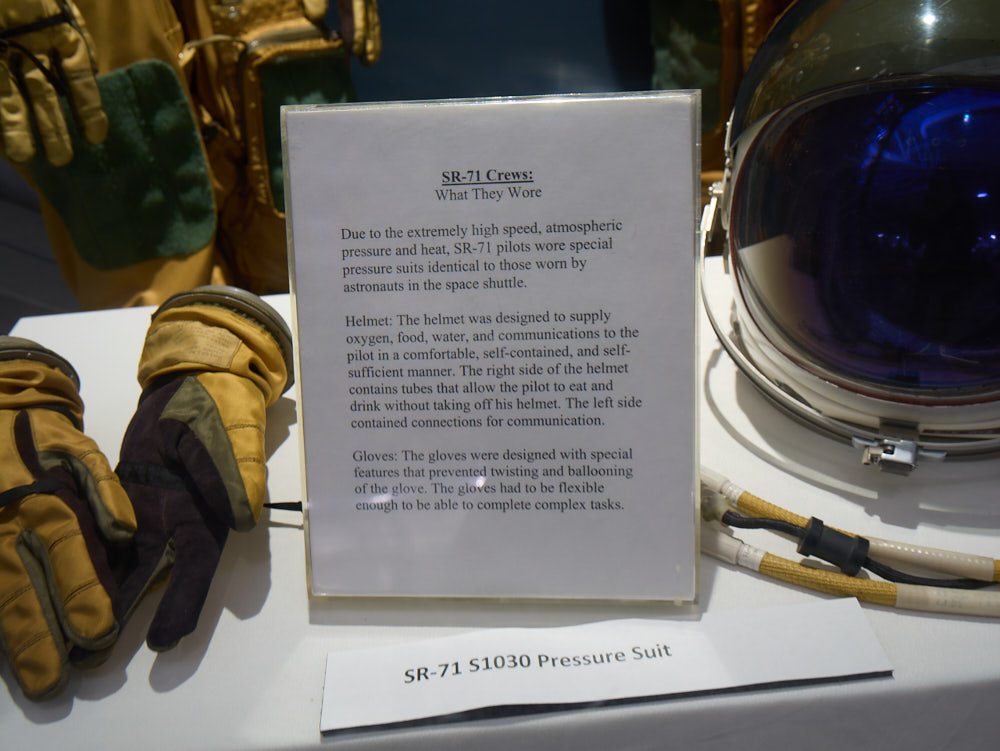 SR-71 Crews:
What They Wore
Due to the extremely high speed, atmospheric
pressure and heat, SR-71 pilots wore special
pressure suits identical to those worn by
astronauts in the space shuttle.
Helmet: The helmet was designed to supply
oxygen, food, water, and communications to the
pilot in a comfortable, self-contained, and self-
sufficient manner. The right side of the helmet
contains tubes that allow the pilot to eat and
drink without taking off his helmet. The left side
contained connections for communication.
Gloves: The gloves were designed with special
features that prevented twisting and ballooning
of the glove. The gloves had to be flexible
enough to be able to complete complex tasks.
SR-71 S1030 Pressure Suit